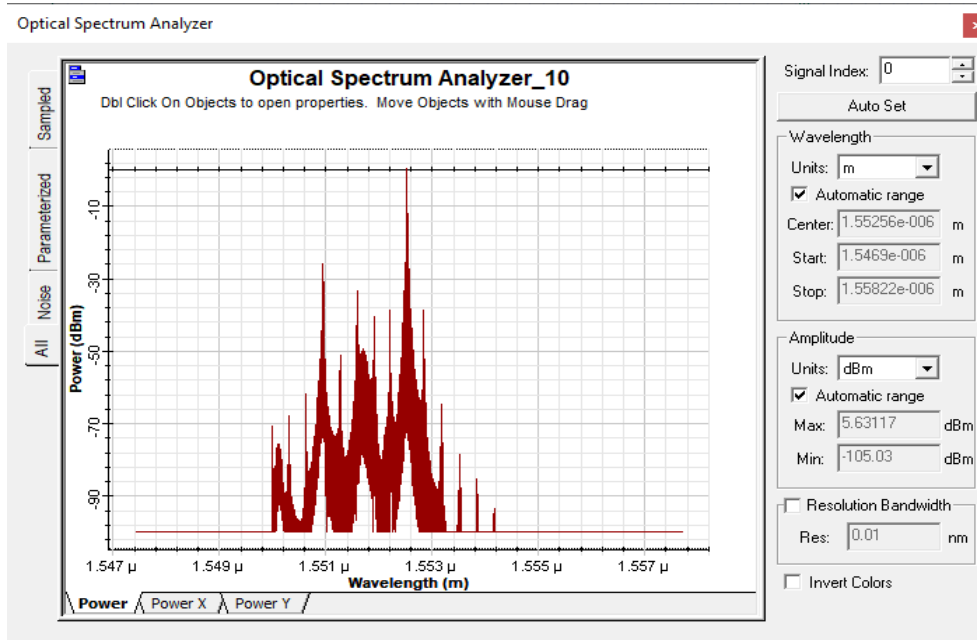 Optical Spectrum Analyzer
Sampled
Parameterized
Noise
All
Optical Spectrum Analyzer_10
Dbl Click On Objects to open properties. Move Objects with Mouse Drag
Power (dBm)
-10
-30
-50
-70
-90
1.547 µ 1.549 µ 1.551 µ 1.553 µ 1.555 µ 1.557 µ
Wavelength (m)
Power Power X Power Y
Signal Index: 0
Auto Set
Wavelength
Units: m
Automatic range
Center: 1.55256e-006 m
Start: 1.5469e-006 m
Stop: 1.55822e-006 m
Amplitude
Units: dBm
Automatic range
Max: 5.63117 dBm
Min: -105.03 dBm
Resolution Bandwidth
Res: 0.01 nm
Invert Colors